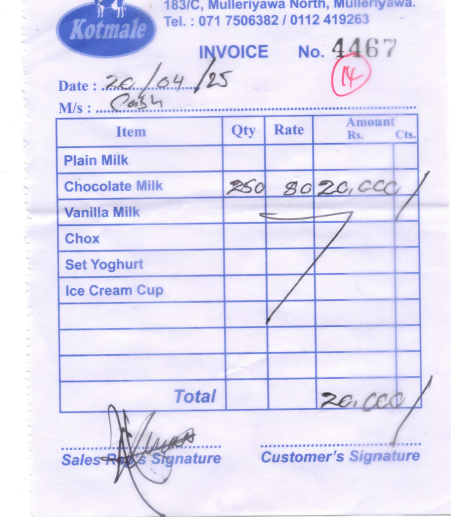 Kotmale
183/C, Mulleriyawa North, Mulleriyawa.
Tel. : 071 7506382 / 0112 419263
INVOICE No. 4467
14
Date : 20/04/25
M/s : Cash
Item Qty Rate Amount
Rs. Cts.
Plain Milk
Chocolate Milk 250 80 20,000/
Vanilla Milk
Chox
Set Yoghurt
Ice Cream Cup
Total 20,000/
Sales Rep's Signature Customer's Signature